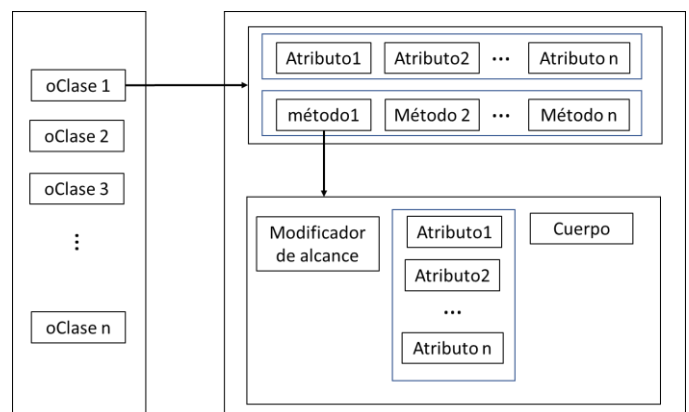 oClase 1
oClase 2
oClase 3
⋮
oClase n
Atributo1 Atributo2 ... Atributo n
método1 Método 2 ... Método n
Modificador
de alcance
Atributo1
Atributo2
...
Atributo n
Cuerpo